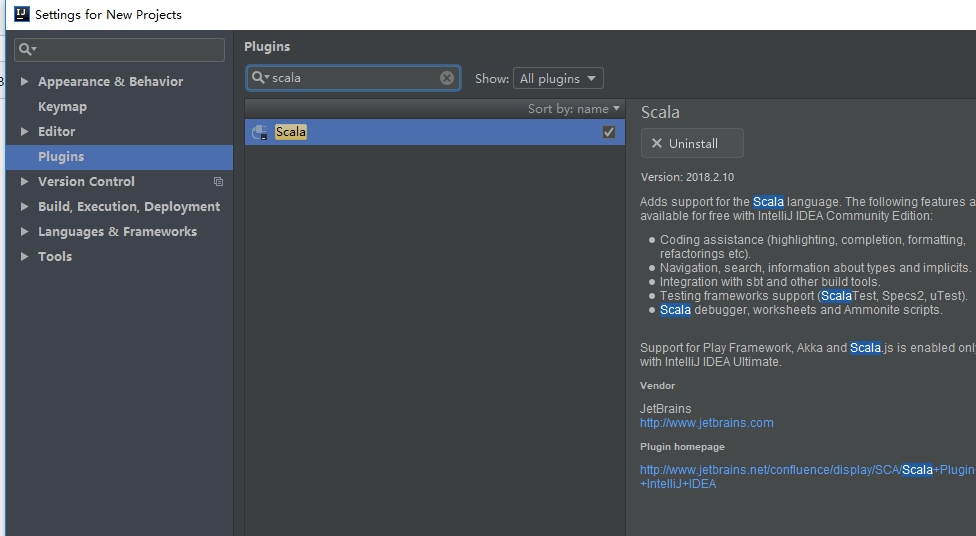 IJ
Settings for New Projects
Appearance & Behavior
Keymap
Editor
Plugins
Version Control
Build, Execution, Deployment
Languages & Frameworks
Tools
Plugins
scala
Show: All plugins
Sort by: name
Scala
Scala
Uninstall
Version: 2018.2.10
Adds support for the Scala language. The following features a
available for free with IntelliJ IDEA Community Edition:
Coding assistance (highlighting, completion, formatting,
refactorings etc).
Navigation, search, information about types and implicits.
Integration with sbt and other build tools.
Testing frameworks support (ScalaTest, Specs2, uTest).
Scala debugger, worksheets and Ammonite scripts.
Support for Play Framework, Akka and Scala.js is enabled only
with IntelliJ IDEA Ultimate.
Vendor
JetBrains
http://www.jetbrains.com
Plugin homepage
http://www.jetbrains.net/confluence/display/SCA/Scala+Plugin
+IntelliJ+IDEA